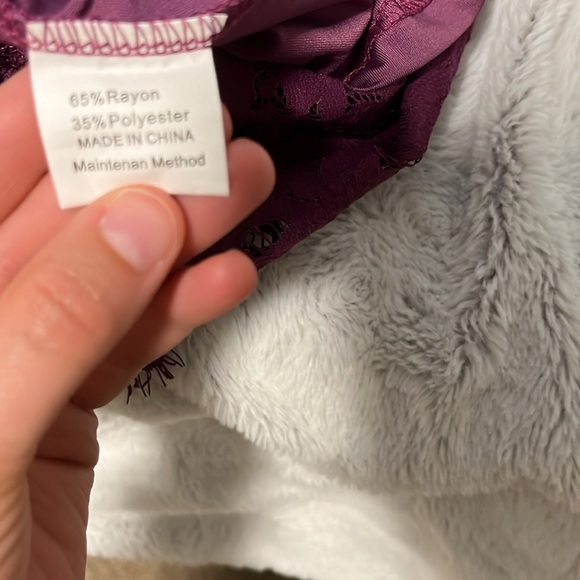 65%Rayon
35%Polyester
MADE IN CHINA
Maintenan Method